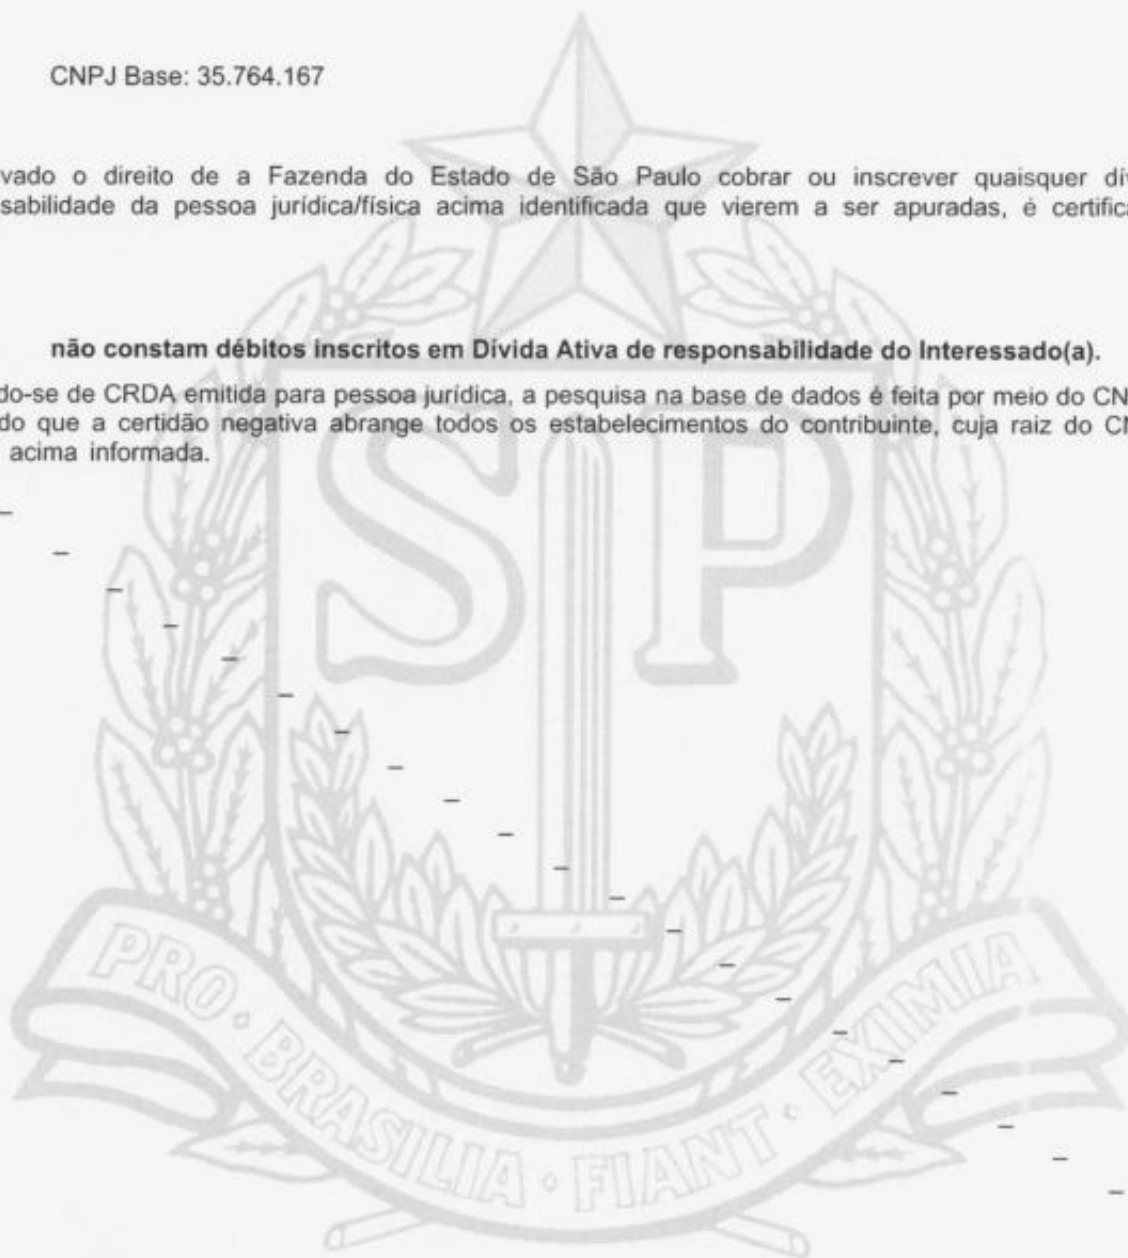 CNPJ Base: 35.764.167
vado o direito de a Fazenda do Estado de São Paulo cobrar ou inscrever quaisquer dív
sabilidade da pessoa jurídica/física acima identificada que vierem a ser apuradas, é certifica
não constam débitos inscritos em Dívida Ativa de responsabilidade do Interessado(a).
do-se de CRDA emitida para pessoa jurídica, a pesquisa na base de dados é feita por meio do CN
do que a certidão negativa abrange todos os estabelecimentos do contribuinte, cuja raiz do CN
acima informada.
SP
PRO · BRASILIA · FIANT · EXIMIA